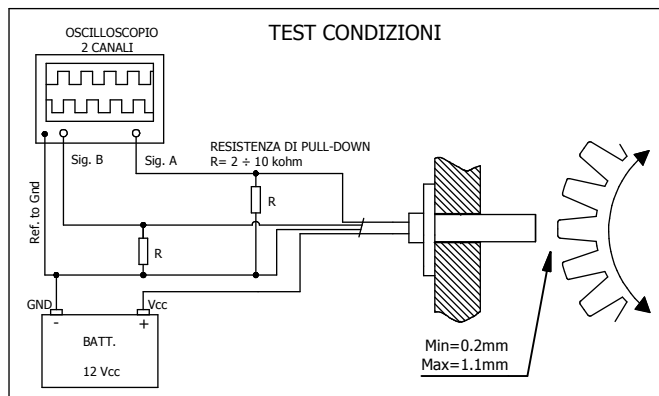 TEST CONDIZIONI
OSCILLOSCOPIO
2 CANALI
Sig. B
Sig. A
Ref. to Gnd
RESISTENZA DI PULL-DOWN
R= 2 ÷ 10 kohm
R
R
GND
Vcc
-
+
BATT.
12 Vcc
Min=0.2mm
Max=1.1mm